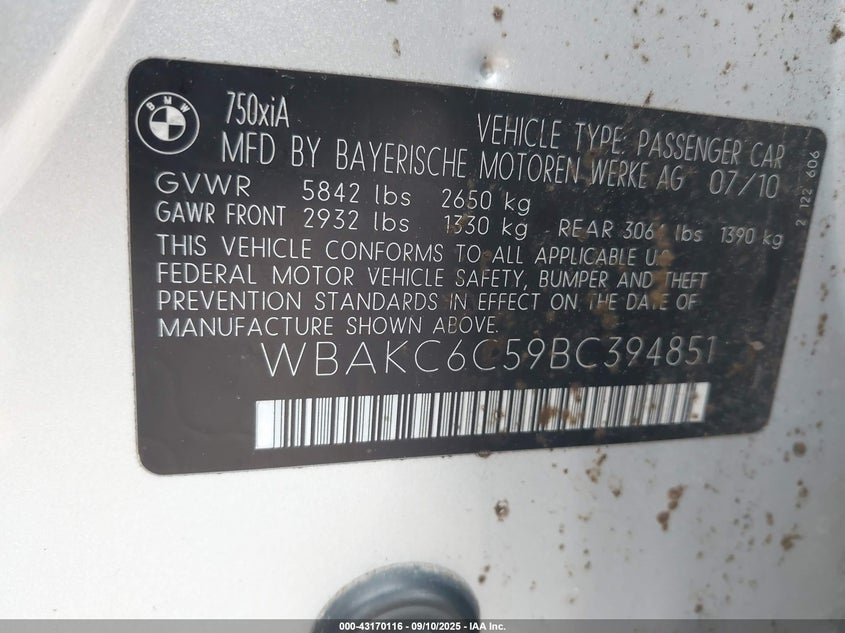 BMW
750xiA
VEHICLE TYPE: PASSENGER CAR
MFD BY BAYERISCHE MOTOREN WERKE AG 07/10
GVWR 5842 lbs 2650 kg
GAWR FRONT 2932 lbs 1330 kg - REAR lbs 1390 kg
THIS VEHICLE CONFORMS TO ALL APPLICABLE
FEDERAL MOTOR VEHICLE SAFETY, BUMPER AND THEFT
PREVENTION STANDARDS IN EFFECT ON THE DATE OF
MANUFACTURE SHOWN ABOVE.
WBAKC6C59BC394851
2 122 606
000-43170116 - 09/10/2025 - IAA Inc.